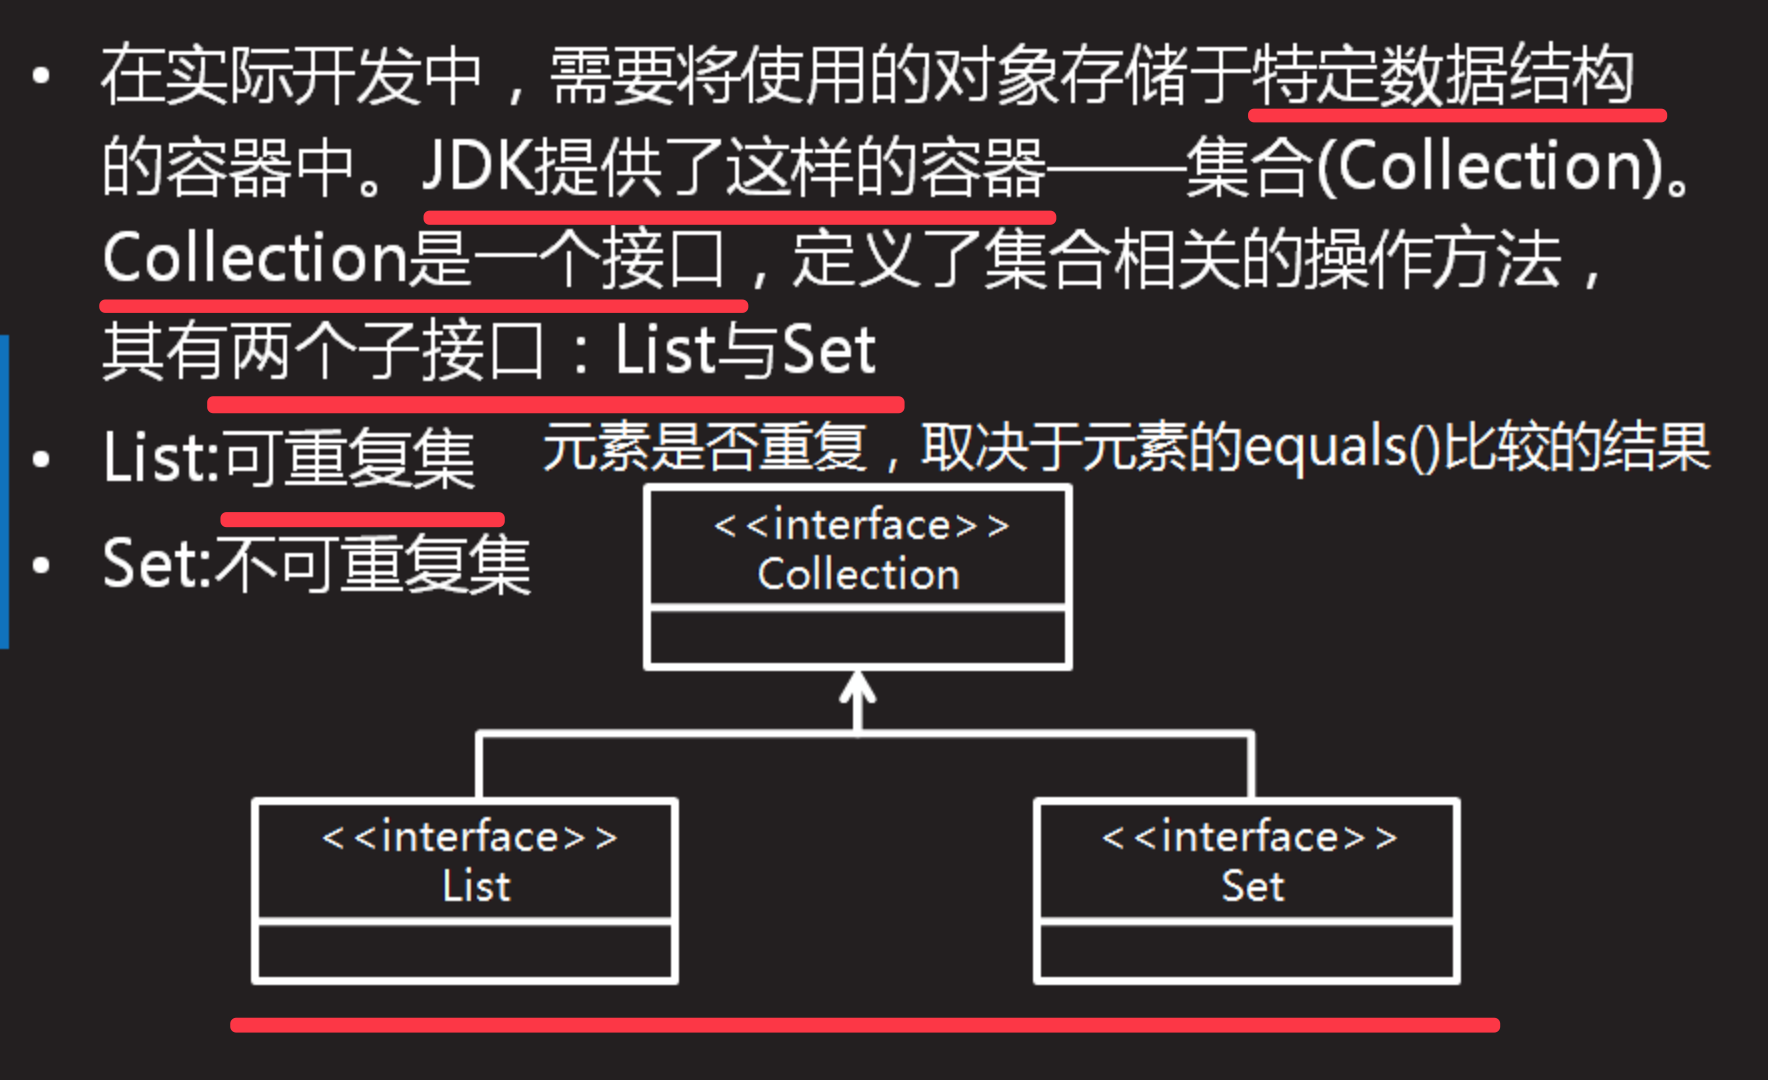 • 在实际开发中，需要将使用的对象存储于特定数据结构
的容器中。JDK提供了这样的容器——集合(Collection)。
Collection是一个接口，定义了集合相关的操作方法，
其有两个子接口：List与Set
• List:可重复集
元素是否重复，取决于元素的equals()比较的结果
• Set:不可重复集
<<interface>>
Collection
<<interface>>
List
<<interface>>
Set